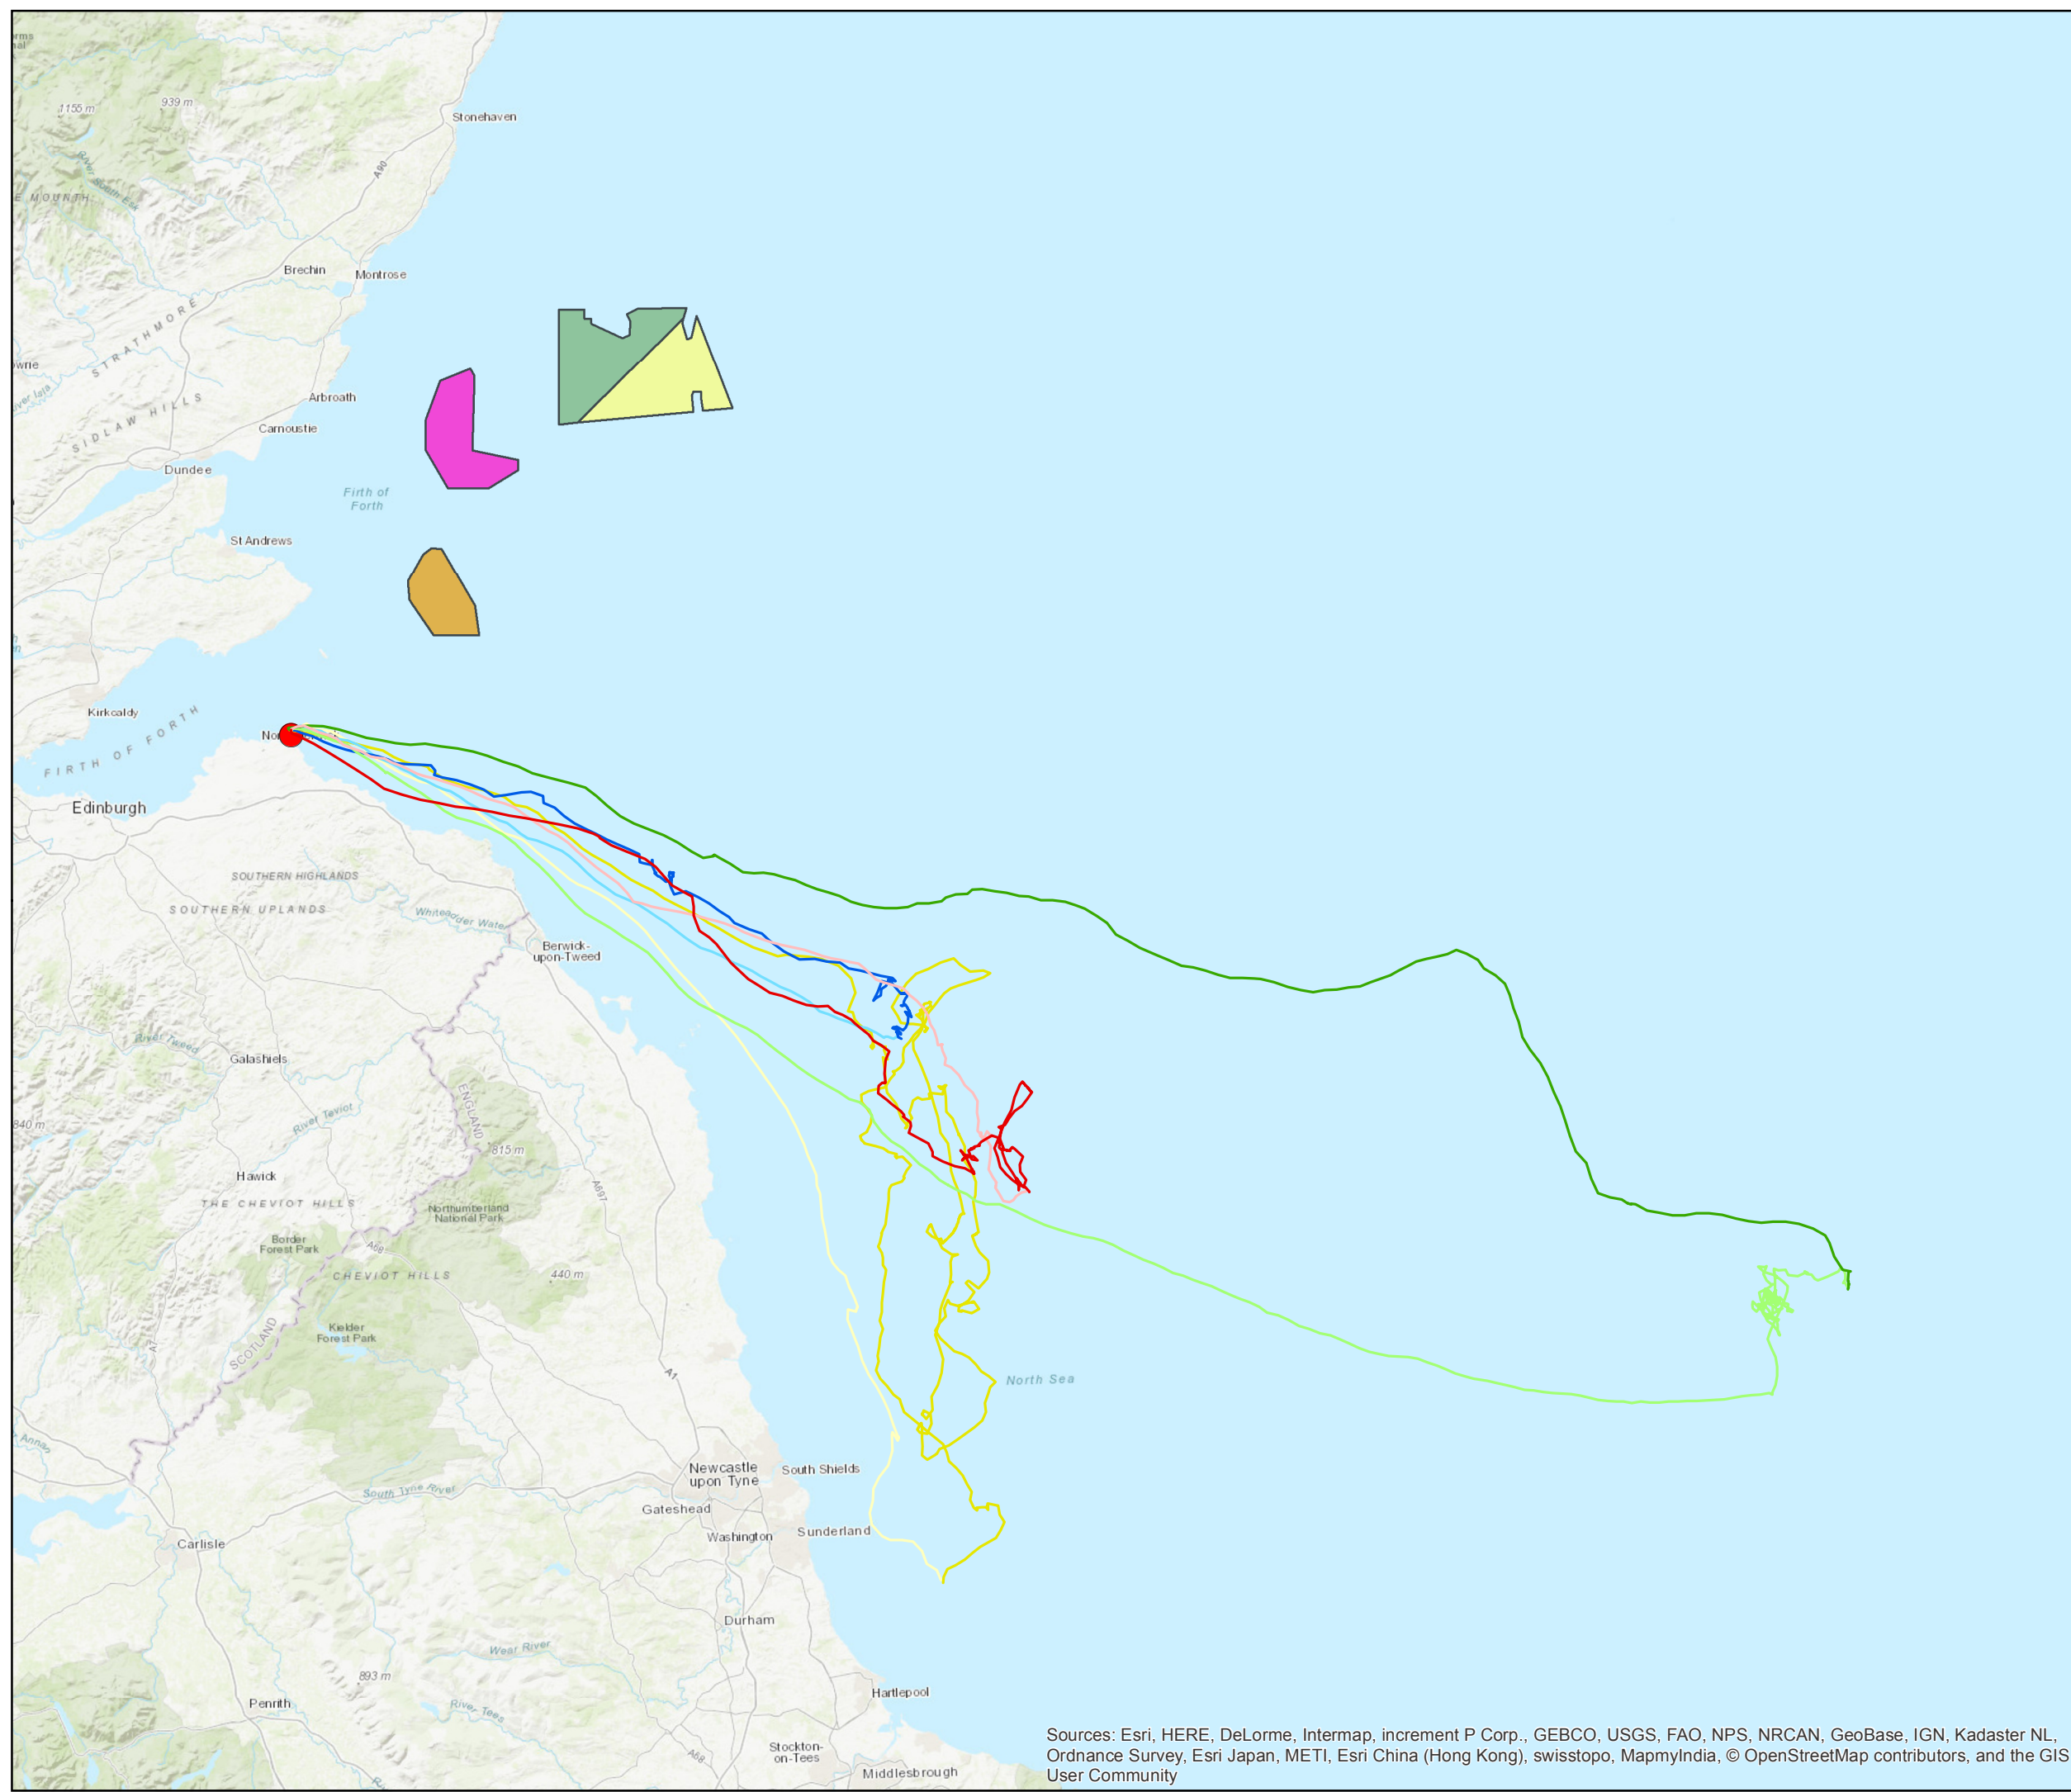 1155 m
939 m
Stonehaven
River South Esk
A90
E MOUNTH
Brechin
Montrose
STRATHMORE
Arbroath
SIDLAW HILLS
Carnoustie
Dundee
Firth of
Forth
St Andrews
Kirkcaldy
FIRTH OF FORTH
Edinburgh
SOUTHERN HIGHLANDS
SOUTHERN UPLANDS
Whiteadder Water
Berwick-
upon-Tweed
River Tweed
Galashiels
ENGLAND
River Teviot
840 m
815 m
Hawick
A697
THE CHEVIOT HILLS
Northumberland
National Park
Border
Forest Park
A68
CHEVIOT HILLS
440 m
Kielder
Forest Park
SCOTLAND
A7
A1
North Sea
Annan
Newcastle
upon Tyne
South Shields
South Tyne River
Gateshead
Washington
Sunderland
Carlisle
Durham
Wear River
893 m
Penrith
River Tees
Hartlepool
Stockton-
on-Tees
A68
Middlesbrough
Sources: Esri, HERE, DeLorme, Intermap, increment P Corp., GEBCO, USGS, FAO, NPS, NRCAN, GeoBase, IGN, Kadaster NL,
Ordnance Survey, Esri Japan, METI, Esri China (Hong Kong), swisstopo, MapmyIndia, © OpenStreetMap contributors, and the GIS
User Community